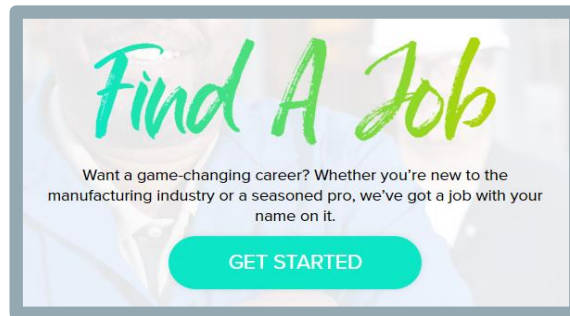 Find A Job
Want a game-changing career? Whether you're new to the
manufacturing industry or a seasoned pro, we've got a job with your
name on it.
GET STARTED